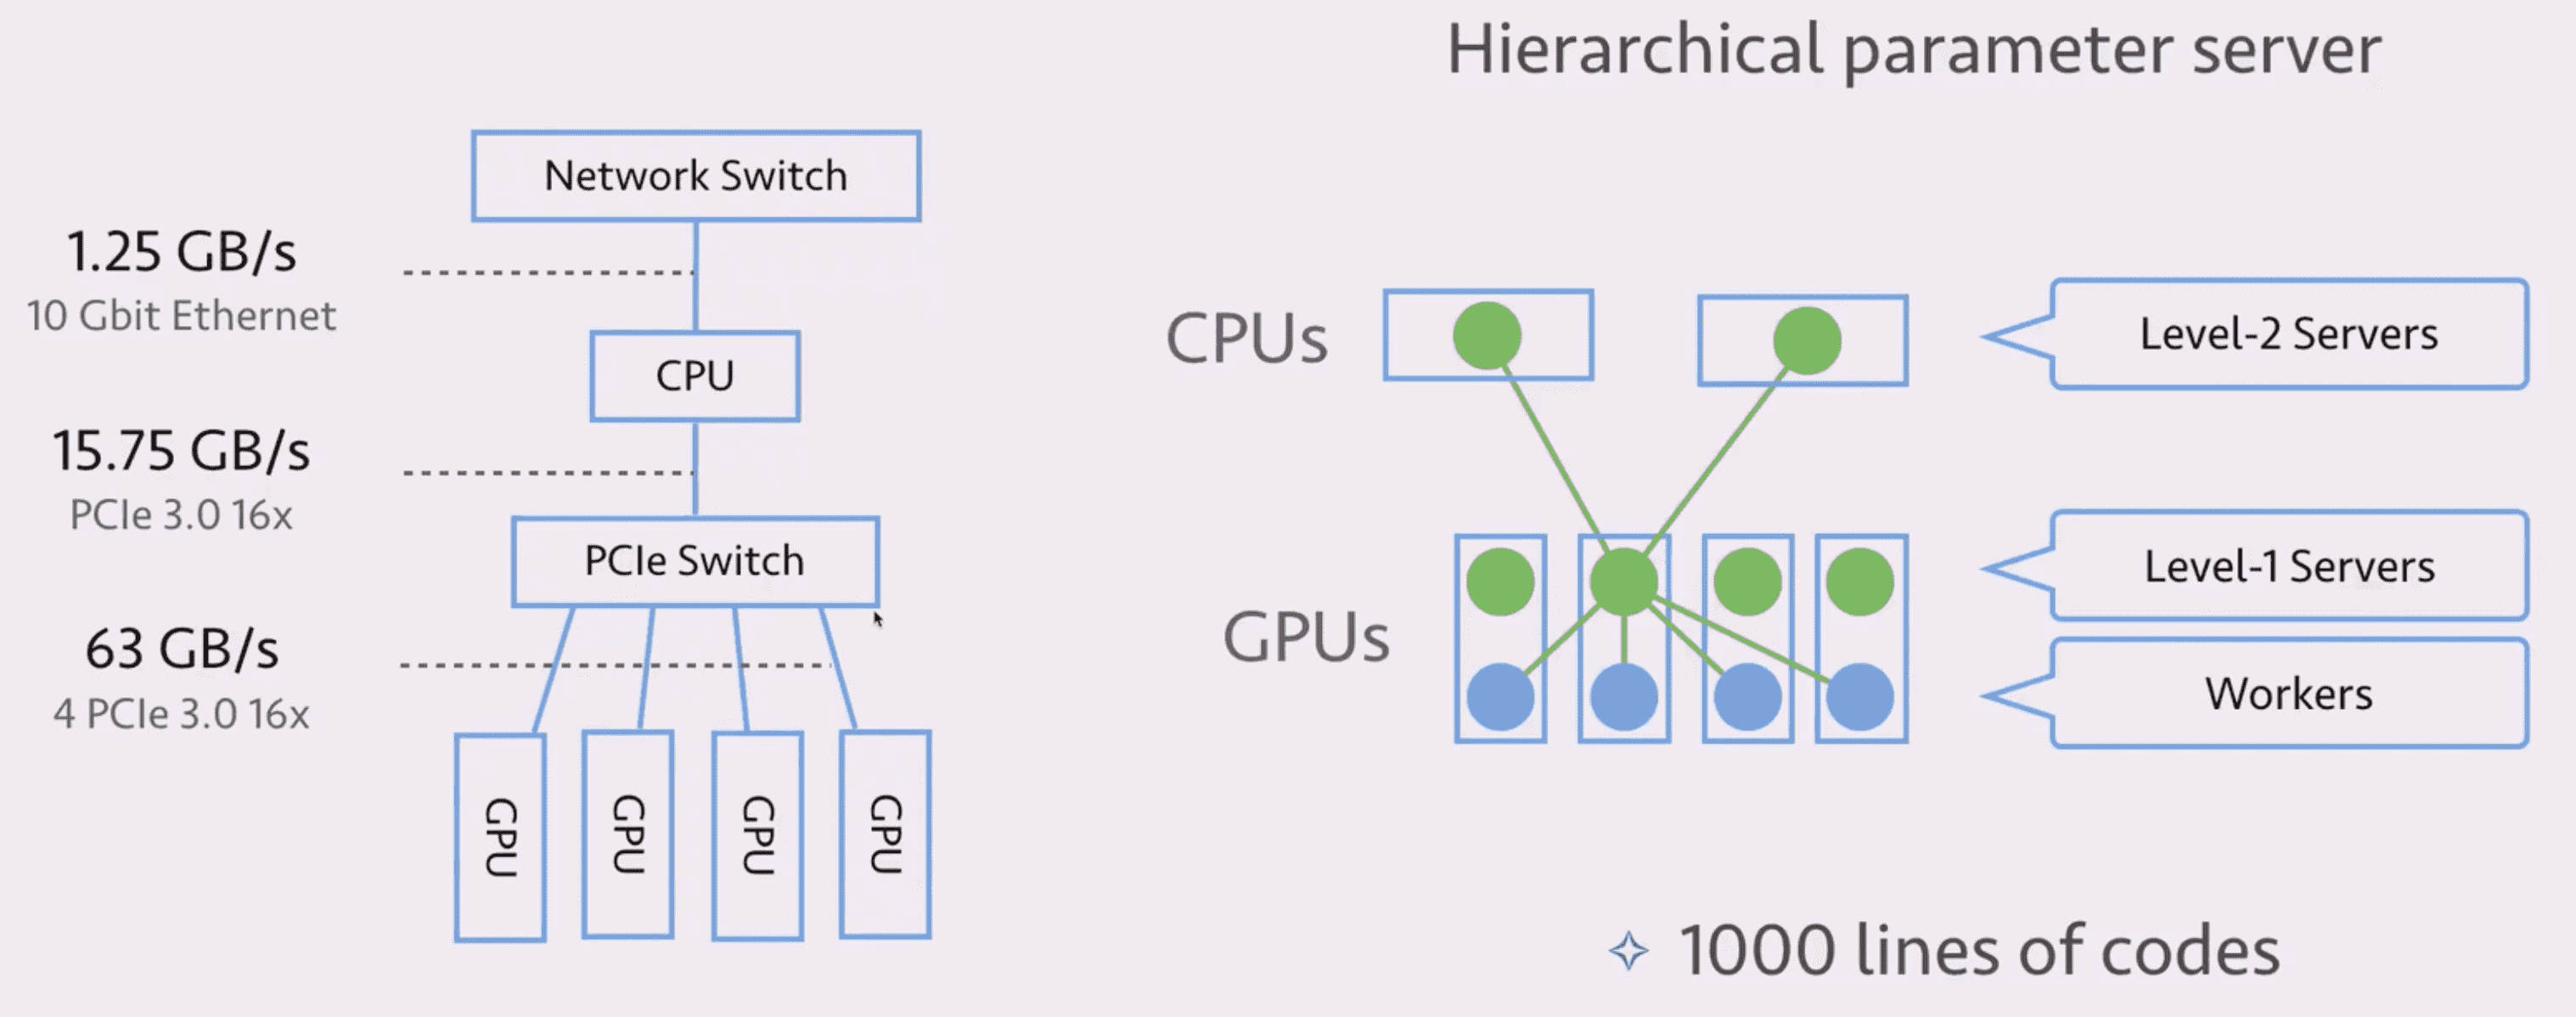 Hierarchical parameter server
Network Switch
1.25 GB/s
10 Gbit Ethernet
CPU
15.75 GB/s
PCIe 3.0 16x
PCIe Switch
63 GB/s
4 PCIe 3.0 16x
GPU
GPU
GPU
GPU
CPUs
Level-2 Servers
GPUs
Level-1 Servers
Workers
1000 lines of codes